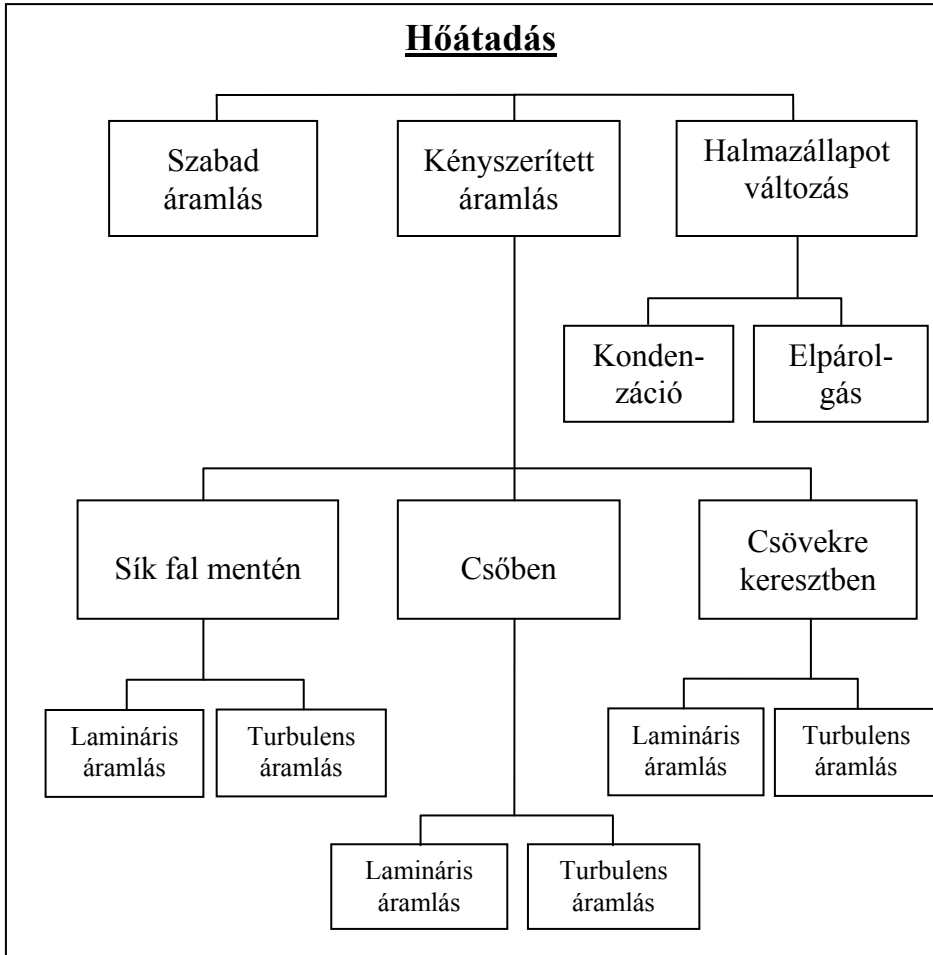 Hőátadás
Szabad
áramlás
Kényszerített
áramlás
Halmazállapot
változás
Konden-
záció
Elpárol-
gás
Sík fal mentén
Csőben
Csövekre
keresztben
Lamináris
áramlás
Turbulens
áramlás
Lamináris
áramlás
Turbulens
áramlás
Lamináris
áramlás
Turbulens
áramlás